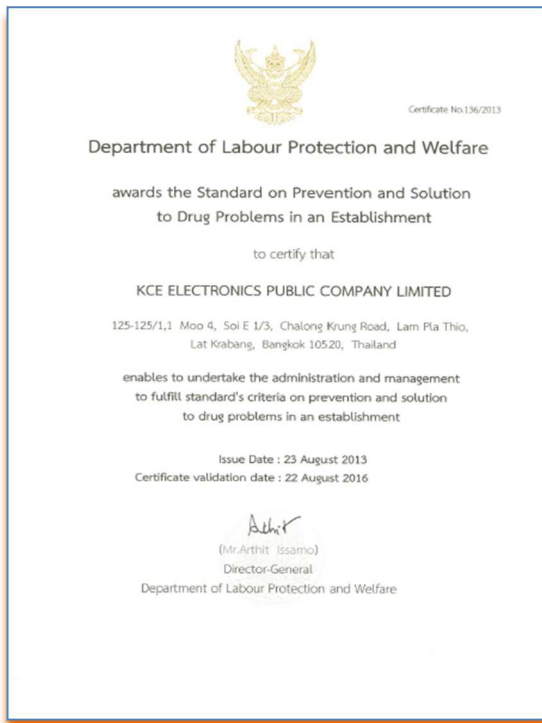 Certificate No.136/2013
Department of Labour Protection and Welfare
awards the Standard on Prevention and Solution
to Drug Problems in an Establishment
to certify that
KCE ELECTRONICS PUBLIC COMPANY LIMITED
125-125/1,1 Moo 4, Soi E 1/3, Chalong Krung Road, Lam Pla Thio,
Lat Krabang, Bangkok 10520, Thailand
enables to undertake the administration and management
to fulfill standard's criteria on prevention and solution
to drug problems in an establishment
Issue Date : 23 August 2013
Certificate validation date : 22 August 2016
Arthit
(Mr.Arthit Issamo)
Director-General
Department of Labour Protection and Welfare